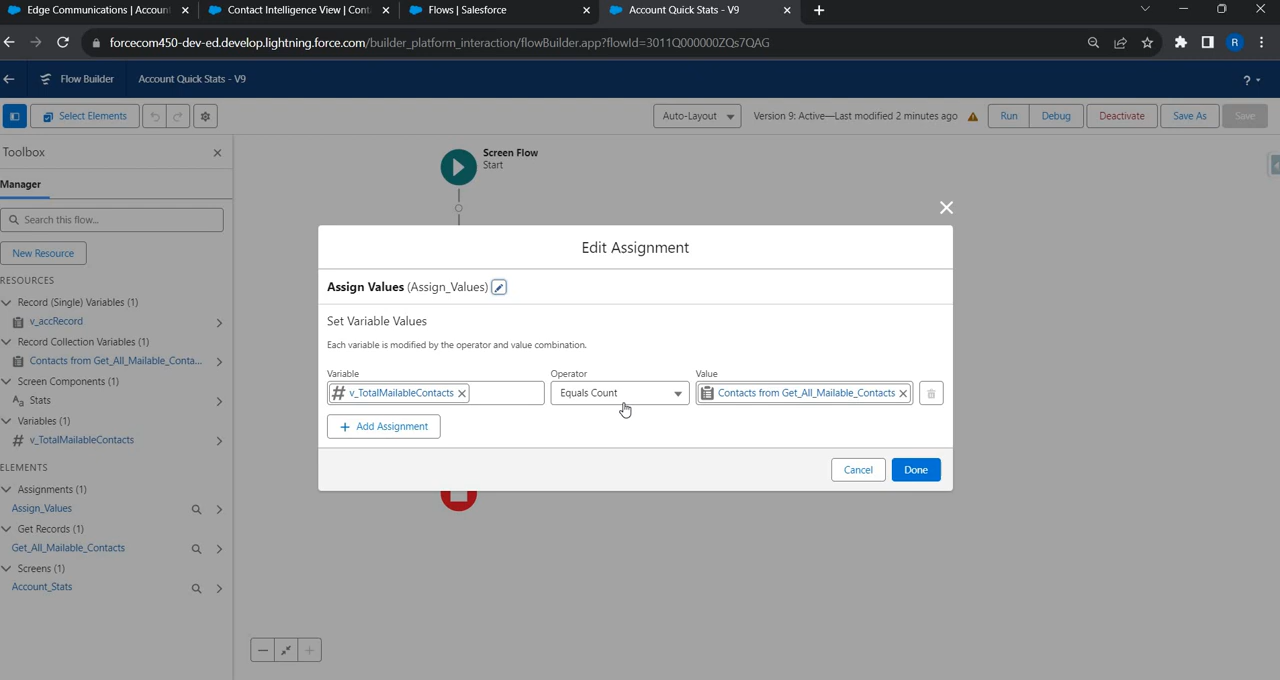 Edge Communications | Account
Contact Intelligence View | Cont
Flows | Salesforce
Account Quick Stats - V9
forcecom450-dev-ed.develop.lightning.force.com/builder_platform_interaction/flowBuilder.app?flowId=3011Q000000ZQs7QAG
R
Flow Builder
Account Quick Stats - V9
?
Select Elements
Auto-Layout
Version 9: Active—Last modified 2 minutes ago
Run
Debug
Deactivate
Save As
Save
Toolbox
Manager
Search this flow...
New Resource
RESOURCES
Record (Single) Variables (1)
v_accRecord
Record Collection Variables (1)
Contacts from Get_All_Mailable_Conta...
Screen Components (1)
Aa Stats
Variables (1)
# v_TotalMailableContacts
ELEMENTS
Assignments (1)
Assign_Values
Get Records (1)
Get_All_Mailable_Contacts
Screens (1)
Account_Stats
Screen Flow
Start
Edit Assignment
Assign Values (Assign_Values)
Set Variable Values
Each variable is modified by the operator and value combination.
Variable
Operator
Value
# v_TotalMailableContacts
Equals Count
Contacts from Get_All_Mailable_Contacts
+ Add Assignment
Cancel
Done